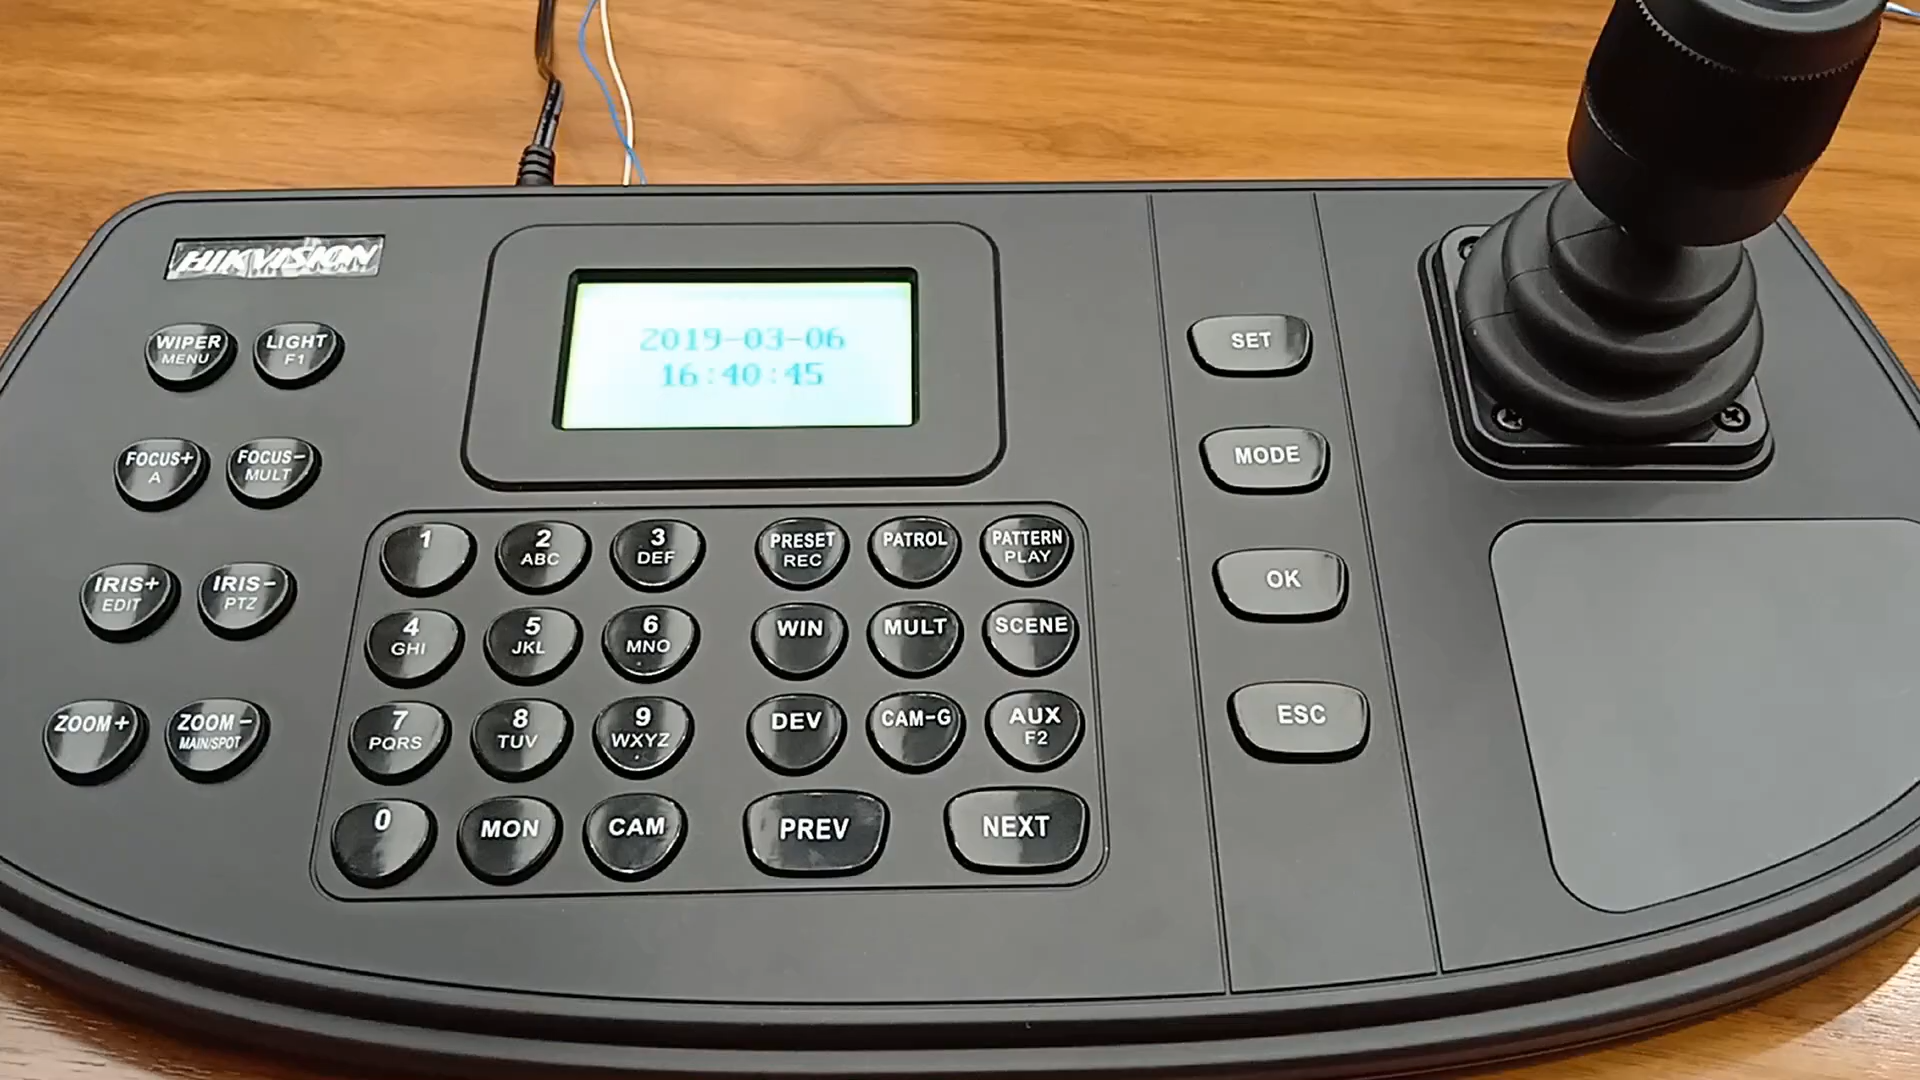 HIKVISION
2019-03-06
16:40:45
WIPER
MENU
LIGHT
F1
FOCUS+
A
FOCUS-
MULT
IRIS+
EDIT
IRIS-
PTZ
ZOOM+
ZOOM-
MAIN/SPOT
1
2
ABC
3
DEF
4
GHI
5
JKL
6
MNO
7
PQRS
8
TUV
9
WXYZ
0
MON
CAM
PRESET
REC
PATROL
PATTERN
PLAY
WIN
MULT
SCENE
DEV
CAM-G
AUX
F2
PREV
NEXT
SET
MODE
OK
ESC